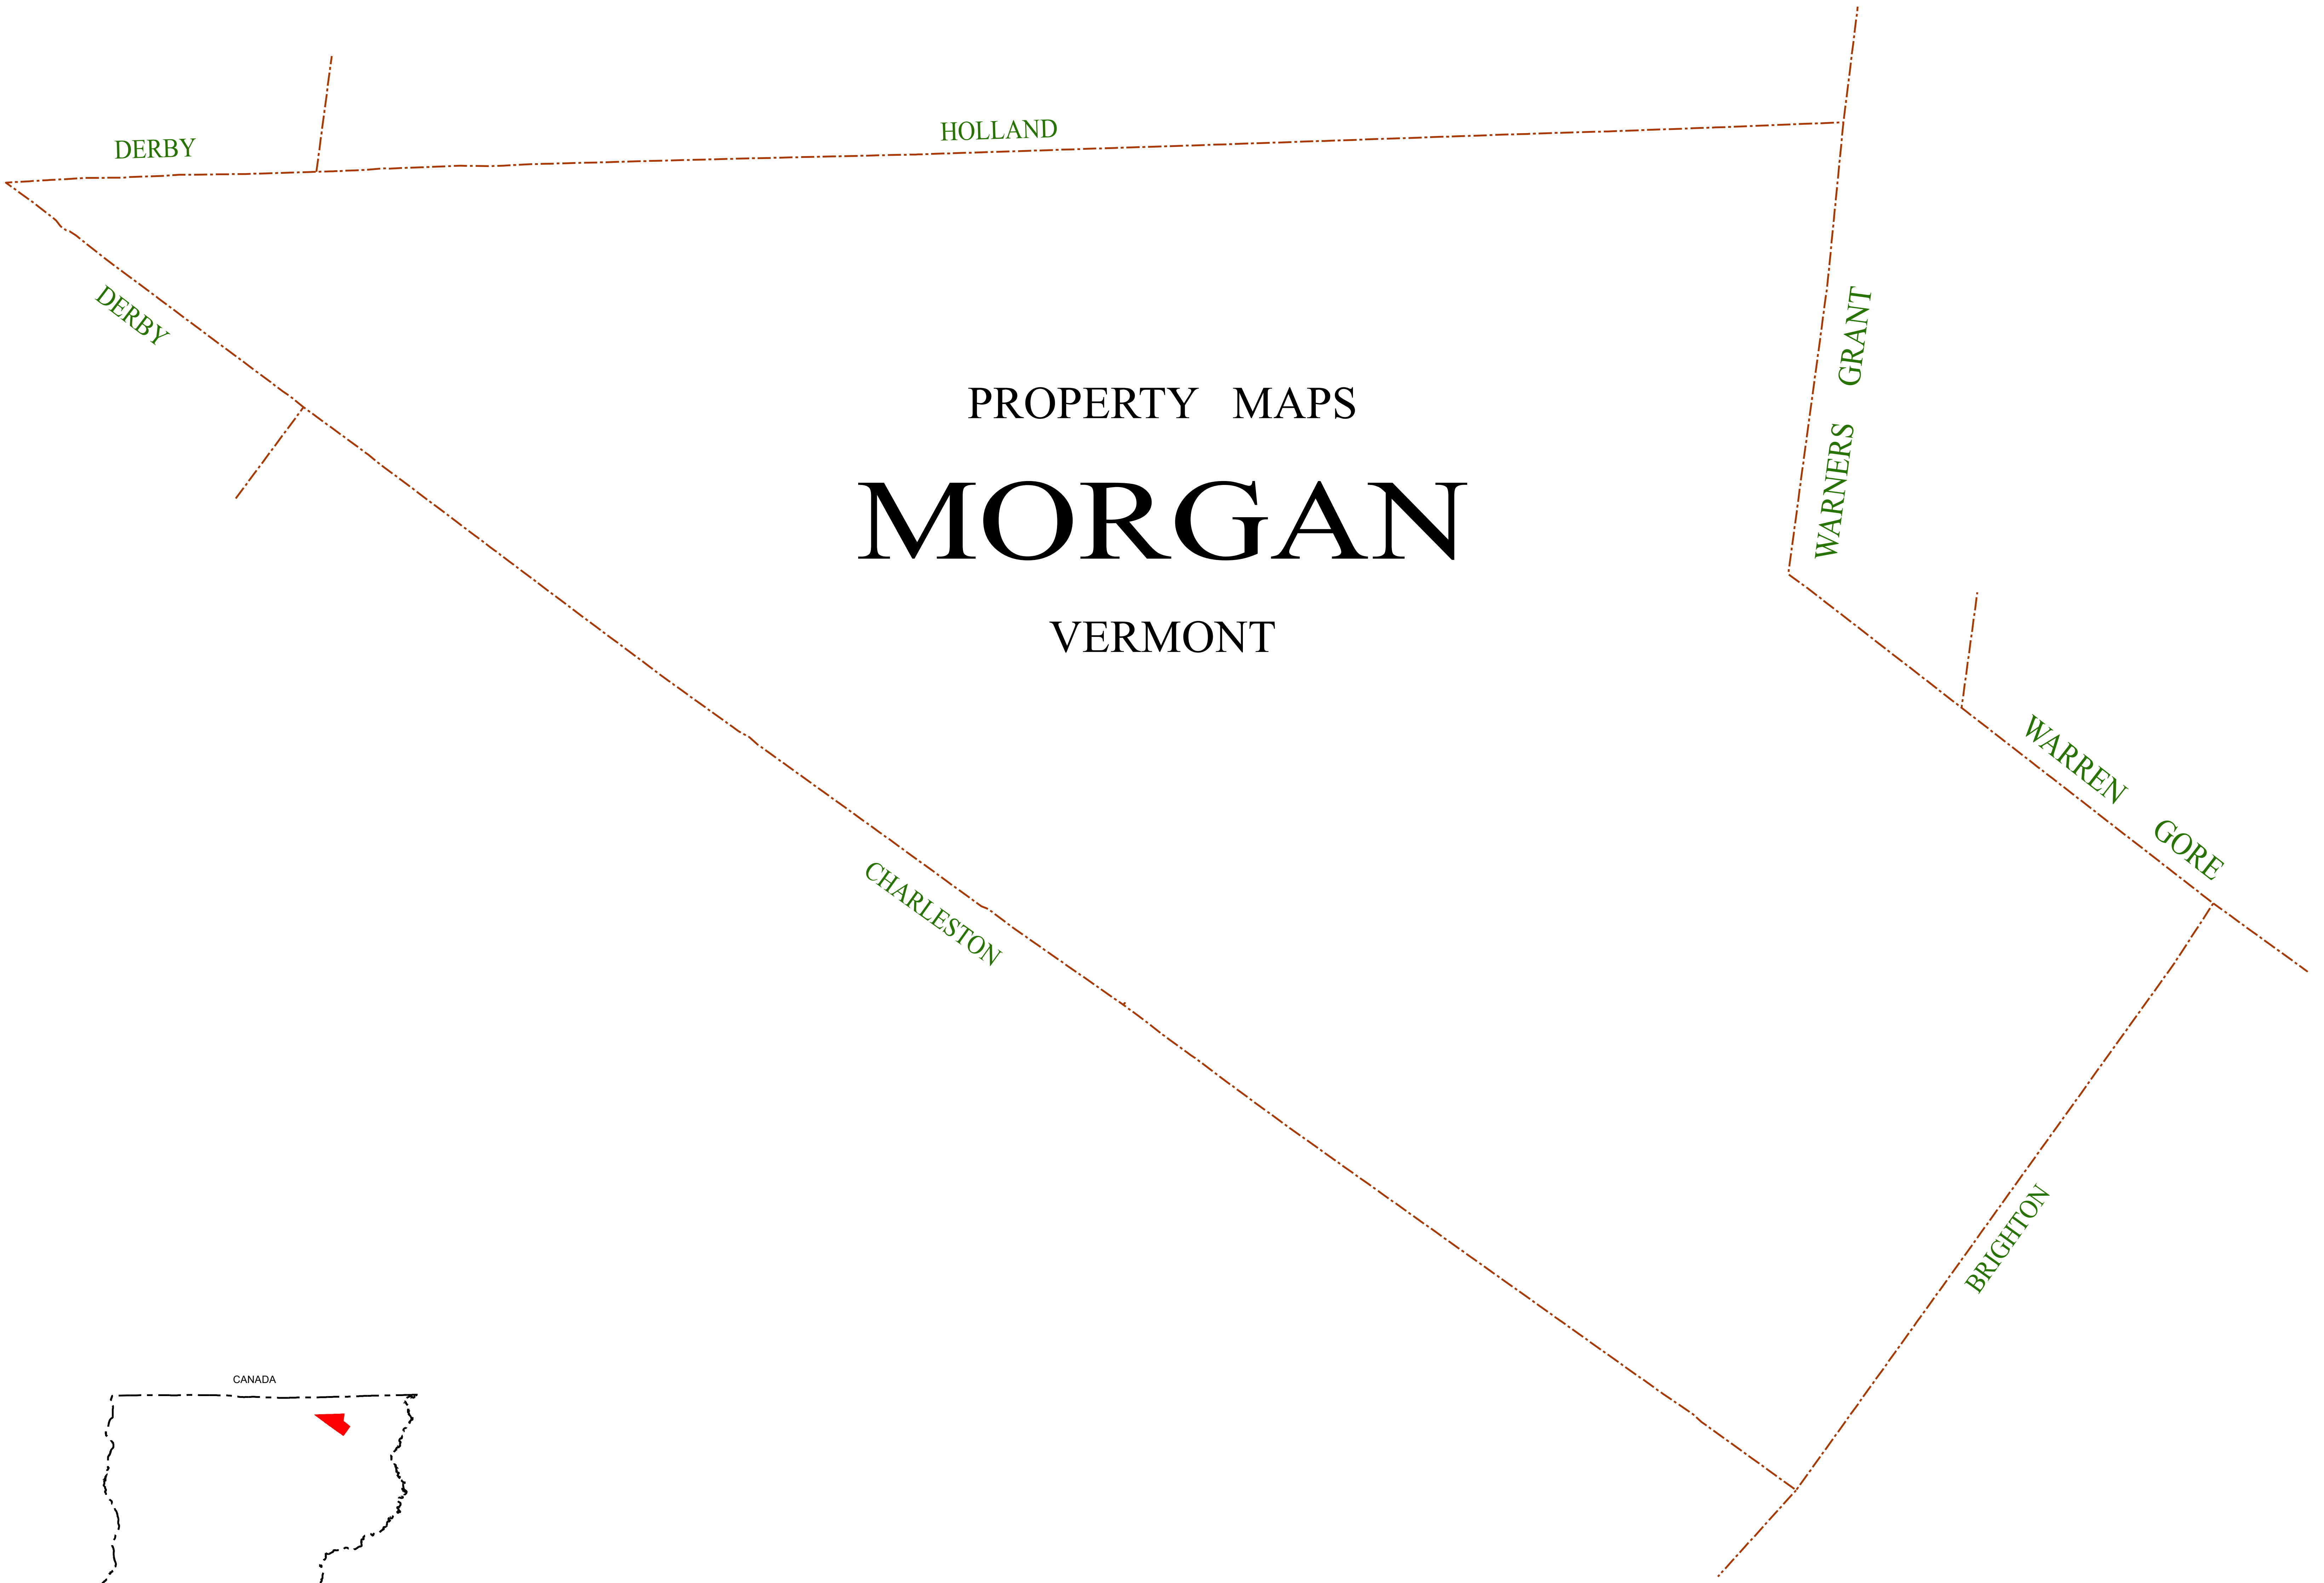 DERBY
HOLLAND
DERBY
WARNERS GRANT
PROPERTY MAPS
MORGAN
VERMONT
WARREN GORE
CHARLESTON
BRIGHTON
CANADA